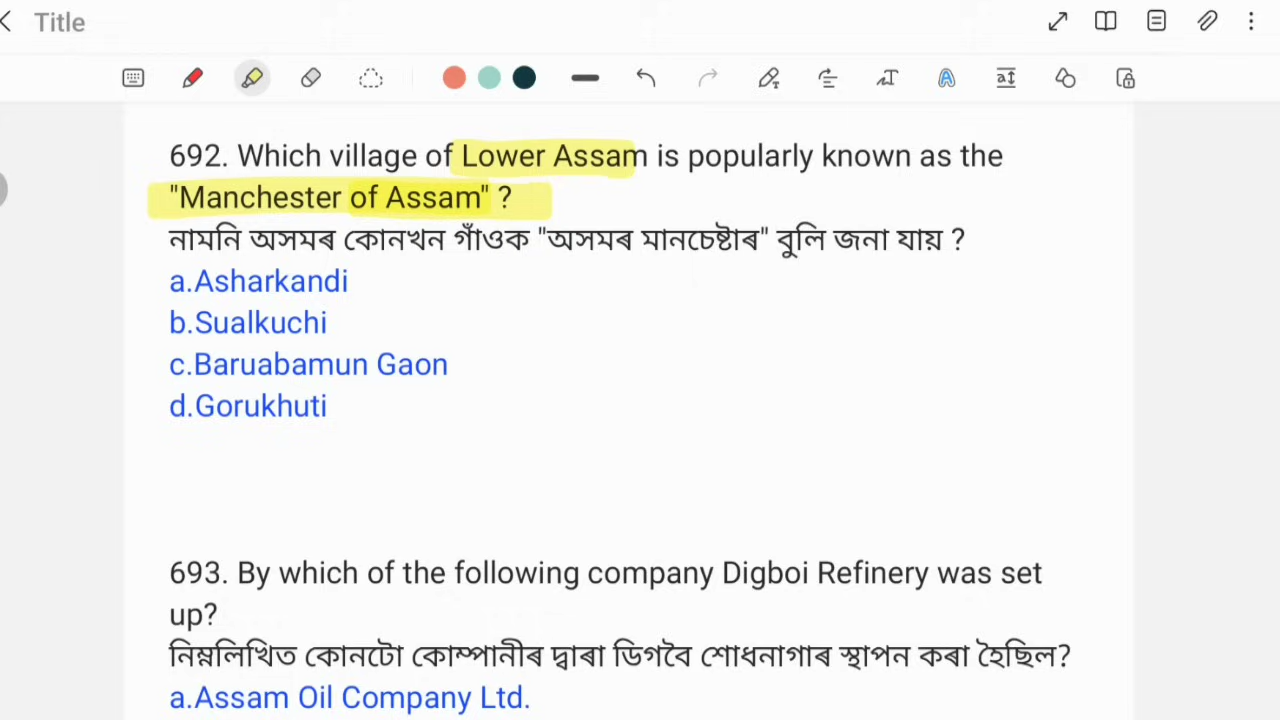 Title
692. Which village of Lower Assam is popularly known as the
"Manchester of Assam" ?
নামনি অসমৰ কোনখন গাঁওক "অসমৰ মানচেষ্টাৰ" বুলি জনা যায় ?
a.Asharkandi
b.Sualkuchi
c.Baruabamun Gaon
d.Gorukhuti
693. By which of the following company Digboi Refinery was set
up?
নিম্নলিখিত কোনটো কোম্পানীৰ দ্বাৰা ডিগবৈ শোধনাগাৰ স্থাপন কৰা হৈছিল?
a.Assam Oil Company Ltd.